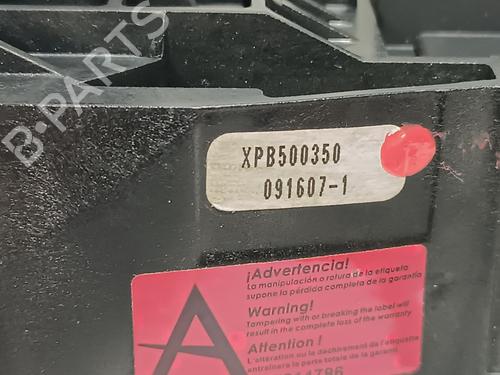 B-PARTS
XPB500350
091607-1
¡Advertencia!
La manipulación o rotura de la etiqueta
supone la pérdida completa de la garantía
Warning!
Tampering with or breaking the label will
result in the complete loss of the warranty
Attention !
L'altération ou le déchirement de l'étiquette
entraînera la perte totale de la garantie
A